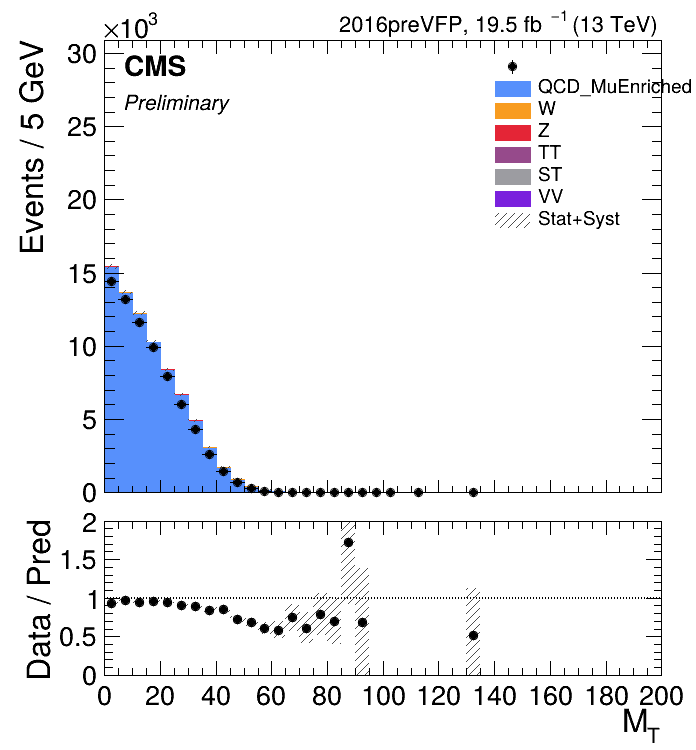 ×10³
2016preVFP, 19.5 fb ⁻¹ (13 TeV)
CMS
Preliminary
QCD_MuEnriched
W
Z
TT
ST
VV
Stat+Syst
Events / 5 GeV
30
25
20
15
10
5
0
Data / Pred
2
1.5
1
0.5
0
0 20 40 60 80 100 120 140 160 180 200
M_T